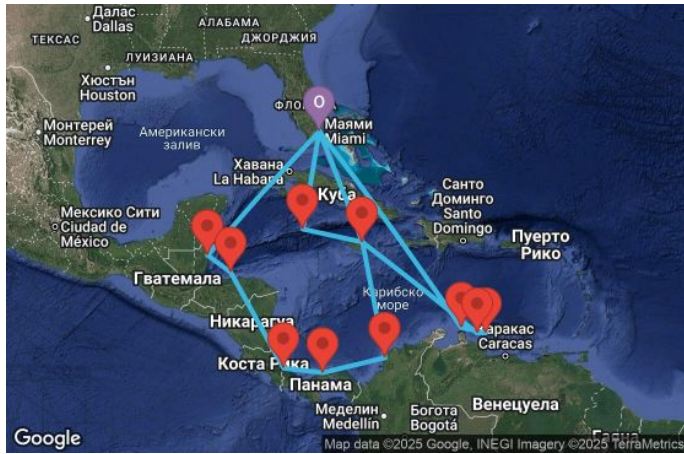 Далас
Dallas
АЛАБАМА
ТЕКСАС
ДЖОРДЖИЯ
ЛУИЗИАНА
Хюстън
Houston
ФЛО
O
Монтерей
Monterrey
Американски
залив
Маями
Miami
Хавана
La Habana
Куба
Мексико Сити
Ciudad de
México
Санто
Доминго
Santo
Domingo
Пуерто
Рико
Гватемала
Карибско
море
Никарагуа
Каракас
Caracas
Коста Рика
Панама
Меделин
Medellín
Богота
Bogotá
Венецуела
Google
Map data ©2025 Google, INEGI Imagery ©2025 TerraMetrics